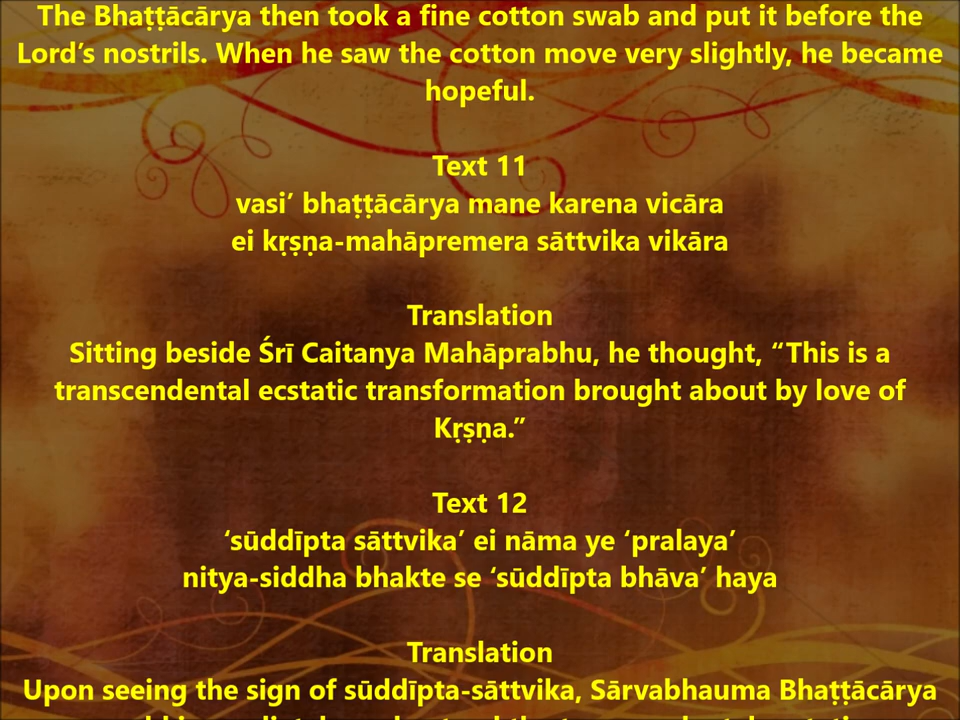 The Bhaṭṭācārya then took a fine cotton swab and put it before the
Lord’s nostrils. When he saw the cotton move very slightly, he became
hopeful.
Text 11
vasi’ bhaṭṭācārya mane karena vicāra
ei kṛṣṇa-mahāpremera sāttvika vikāra
Translation
Sitting beside Śrī Caitanya Mahāprabhu, he thought, “This is a
transcendental ecstatic transformation brought about by love of
Kṛṣṇa.”
Text 12
‘sūddīpta sāttvika’ ei nāma ye ‘pralaya’
nitya-siddha bhakte se ‘sūddīpta bhāva’ haya
Translation
Upon seeing the sign of sūddīpta-sāttvika, Sārvabhauma Bhaṭṭācārya